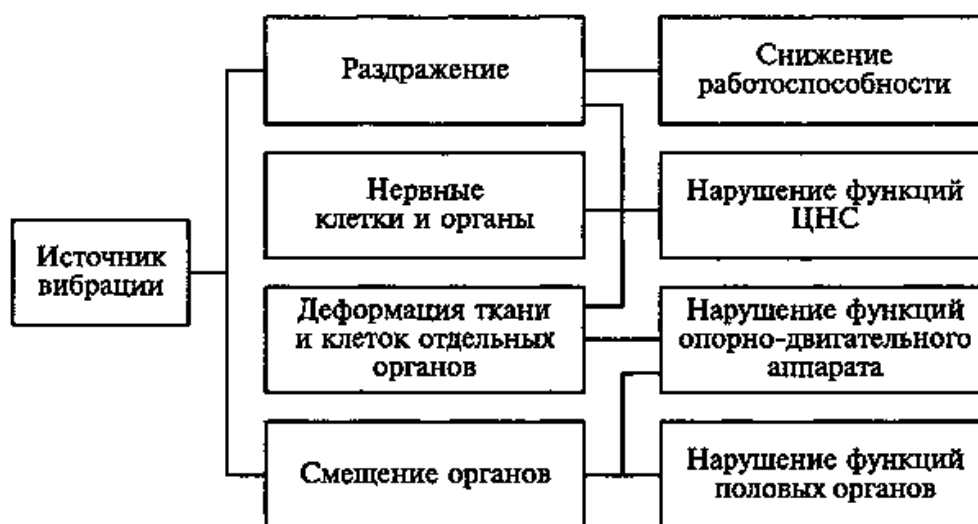 Источник
вибрации
Раздражение
Нервные
клетки и органы
Деформация ткани
и клеток отдельных
органов
Смещение органов
Снижение
работоспособности
Нарушение функций
ЦНС
Нарушение функций
опорно-двигательного
аппарата
Нарушение функций
половых органов